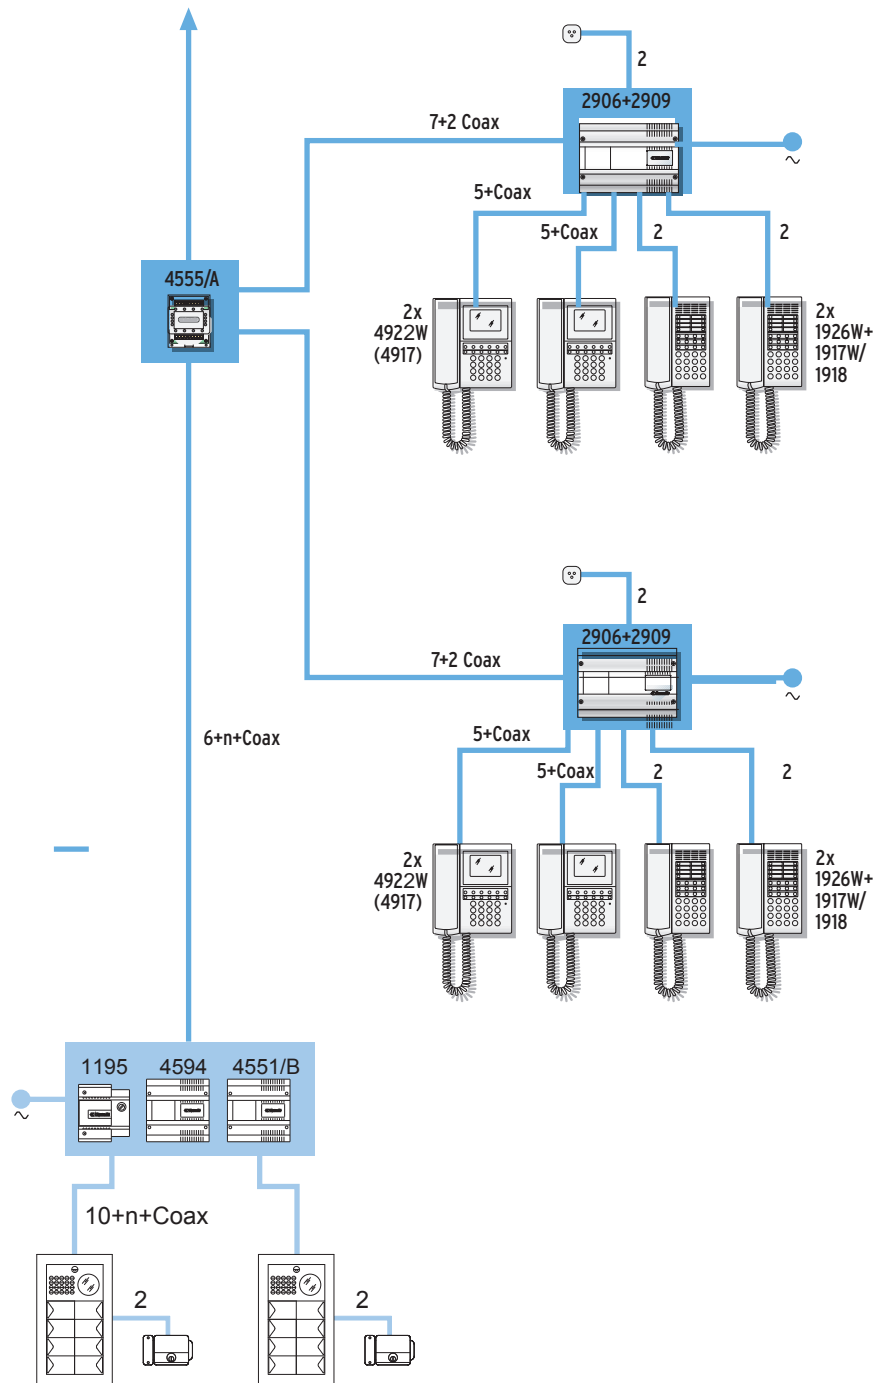 2
2906+2909
7+2 Coax
~
5+Coax
5+Coax
2
2
4555/A
2x
4922W
(4917)
2x
1926W+
1917W/
1918
2
2906+2909
7+2 Coax
~
6+n+Coax
5+Coax
5+Coax
2
2
2x
4922W
(4917)
2x
1926W+
1917W/
1918
1195
4594
4551/B
~
10+n+Coax
2
2